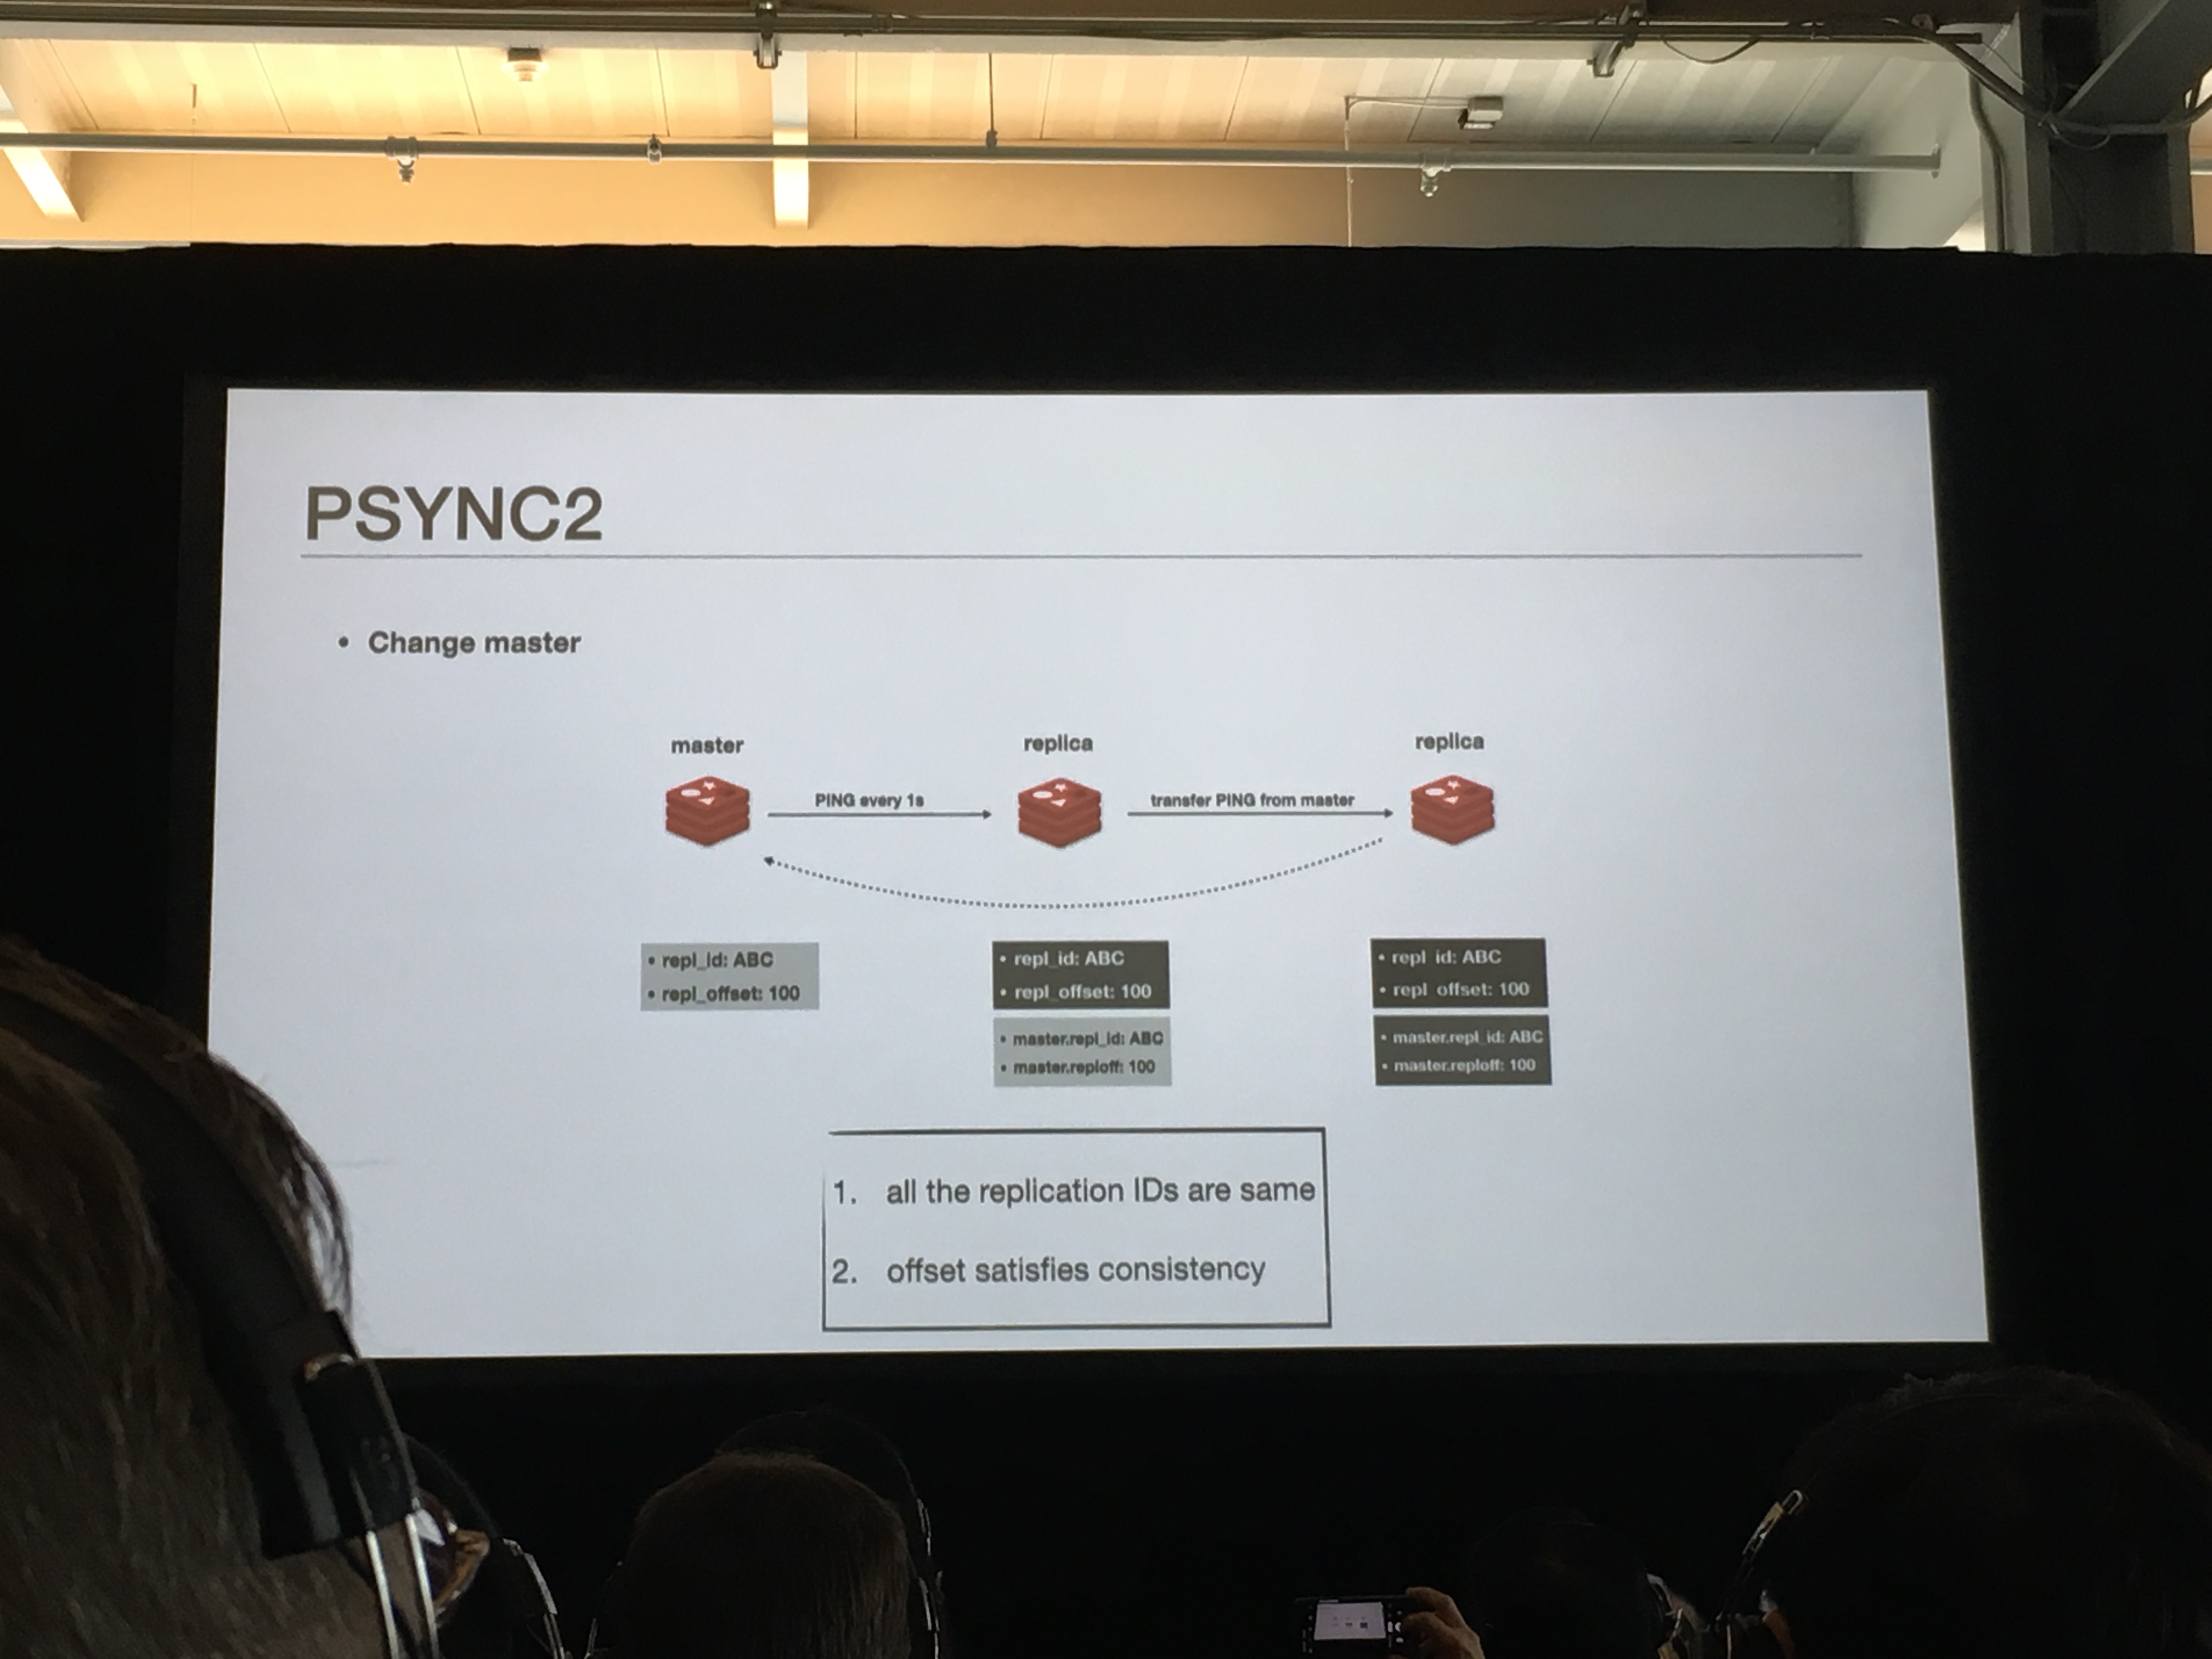 PSYNC2
• Change master
master
replica
replica
PING every 1s
transfer PING from master
• repl_id: ABC
• repl_offset: 100
• repl_id: ABC
• repl_offset: 100
• master.repl_id: ABC
• master.reploff: 100
• repl_id: ABC
• repl_offset: 100
• master.repl_id: ABC
• master.reploff: 100
1. all the replication IDs are same
2. offset satisfies consistency